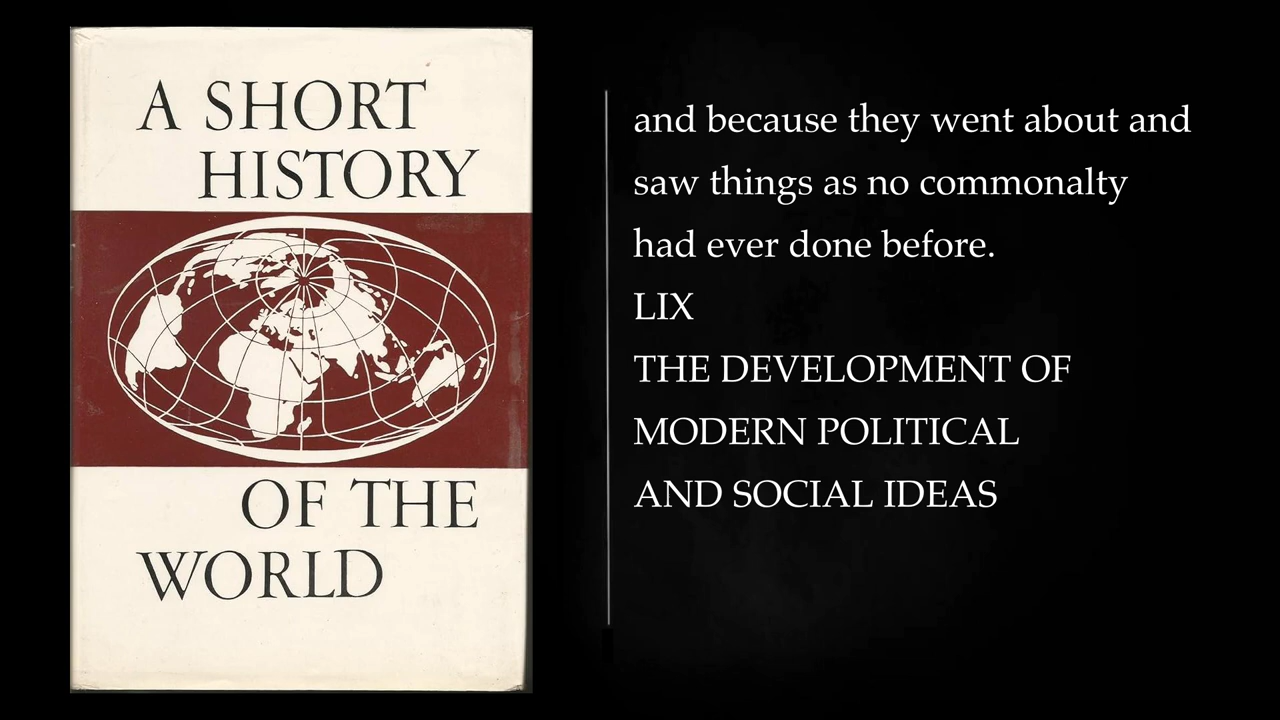 A SHORT
HISTORY
OF THE
WORLD
and because they went about and
saw things as no commonalty
had ever done before.
LIX
THE DEVELOPMENT OF
MODERN POLITICAL
AND SOCIAL IDEAS